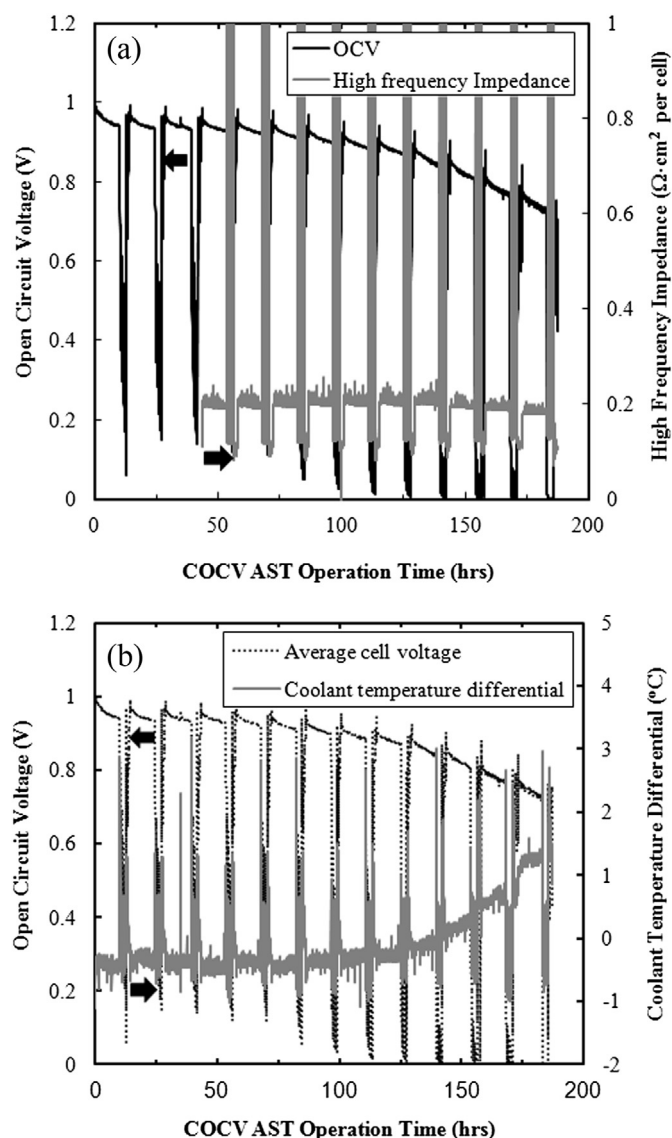 (a)
OCV
High frequency Impedance
1.2
1
0.8
0.6
0.4
0.2
0
Open Circuit Voltage (V)
1
0.8
0.6
0.4
0.2
0
High Frequency Impedance (Ω·cm² per cell)
0 50 100 150 200
COCV AST Operation Time (hrs)
(b)
Average cell voltage
Coolant temperature differential
1.2
1
0.8
0.6
0.4
0.2
0
Open Circuit Voltage (V)
5
4
3
2
1
0
-1
-2
Coolant Temperature Differential (°C)
0 50 100 150 200
COCV AST Operation Time (hrs)